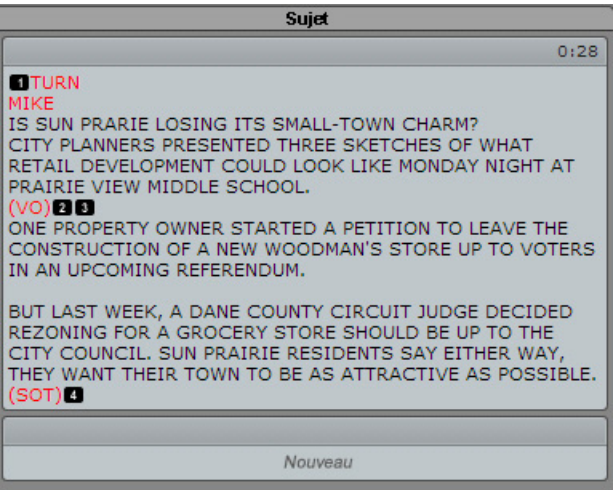 Sujet
0:28
1 TURN
MIKE
IS SUN PRARIE LOSING ITS SMALL-TOWN CHARM?
CITY PLANNERS PRESENTED THREE SKETCHES OF WHAT
RETAIL DEVELOPMENT COULD LOOK LIKE MONDAY NIGHT AT
PRAIRIE VIEW MIDDLE SCHOOL.
(VO) 2 3
ONE PROPERTY OWNER STARTED A PETITION TO LEAVE THE
CONSTRUCTION OF A NEW WOODMAN'S STORE UP TO VOTERS
IN AN UPCOMING REFERENDUM.
BUT LAST WEEK, A DANE COUNTY CIRCUIT JUDGE DECIDED
REZONING FOR A GROCERY STORE SHOULD BE UP TO THE
CITY COUNCIL. SUN PRAIRIE RESIDENTS SAY EITHER WAY,
THEY WANT THEIR TOWN TO BE AS ATTRACTIVE AS POSSIBLE.
(SOT) 4
Nouveau